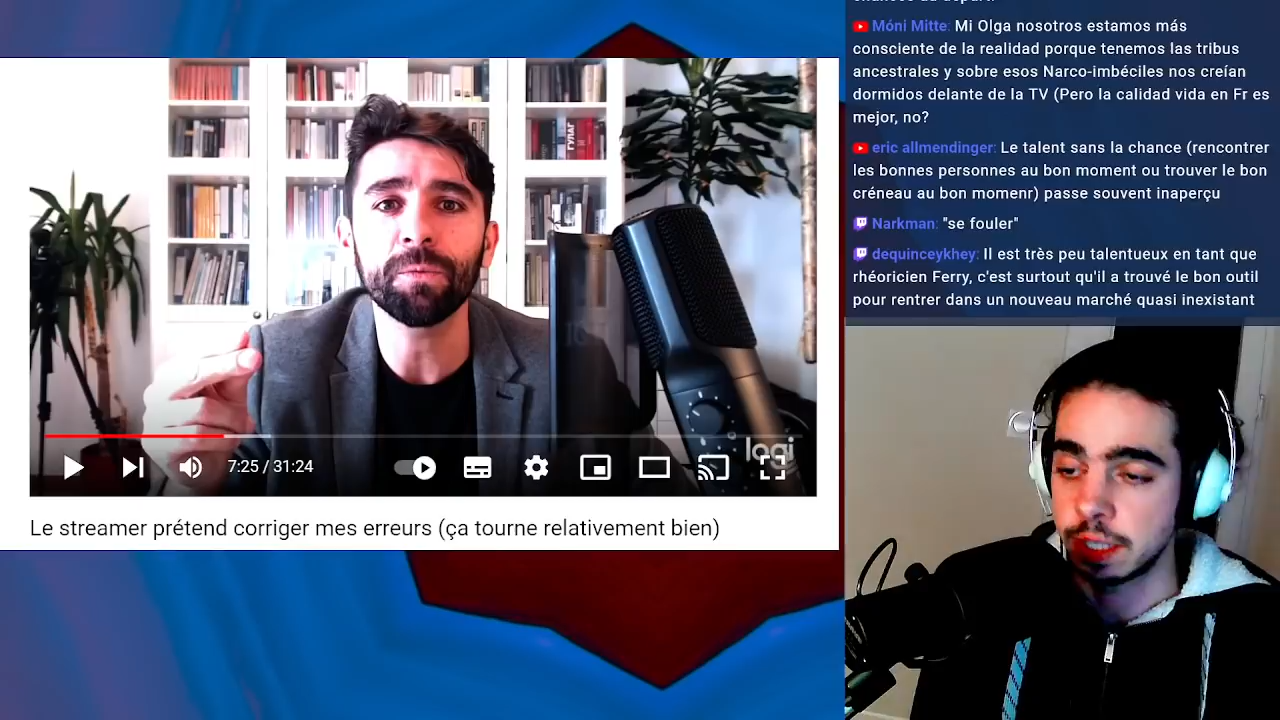 Móni Mitte: Mi Olga nosotros estamos más
consciente de la realidad porque tenemos las tribus
ancestrales y sobre esos Narco-imbéciles nos creían
dormidos delante de la TV (Pero la calidad vida en Fr es
mejor, no?
eric allmendinger: Le talent sans la chance (rencontrer
les bonnes personnes au bon moment ou trouver le bon
créneau au bon momenr) passe souvent inaperçu
Narkman: "se fouler"
dequinceykhey: Il est très peu talentueux en tant que
rhéoricien Ferry, c'est surtout qu'il a trouvé le bon outil
pour rentrer dans un nouveau marché quasi inexistant
ГУЛАГ
logi
7:25 / 31:24
Le streamer prétend corriger mes erreurs (ça tourne relativement bien)